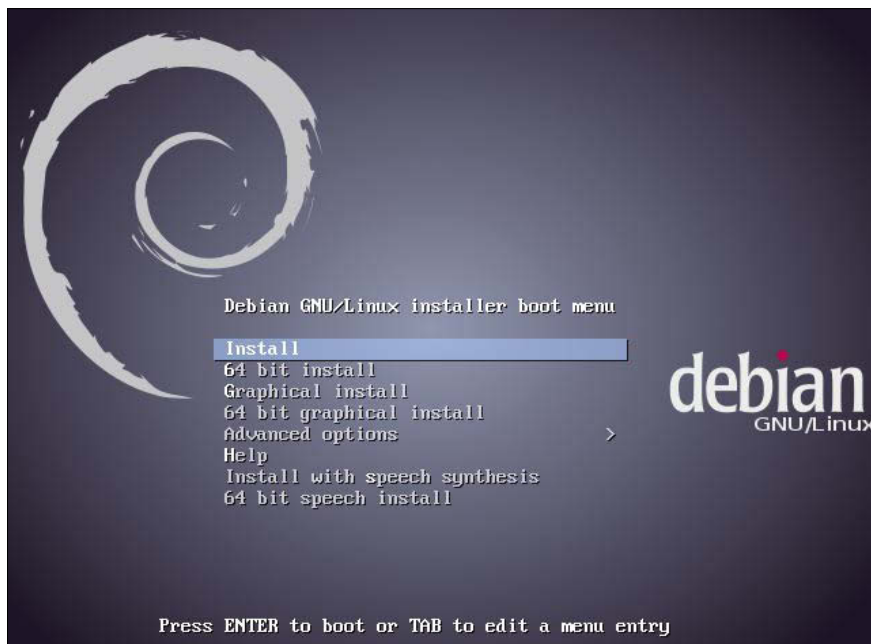 Debian GNU/Linux installer boot menu
Install
64 bit install
Graphical install
64 bit graphical install
Advanced options >
Help
Install with speech synthesis
64 bit speech install
debian
GNU/Linux
Press ENTER to boot or TAB to edit a menu entry